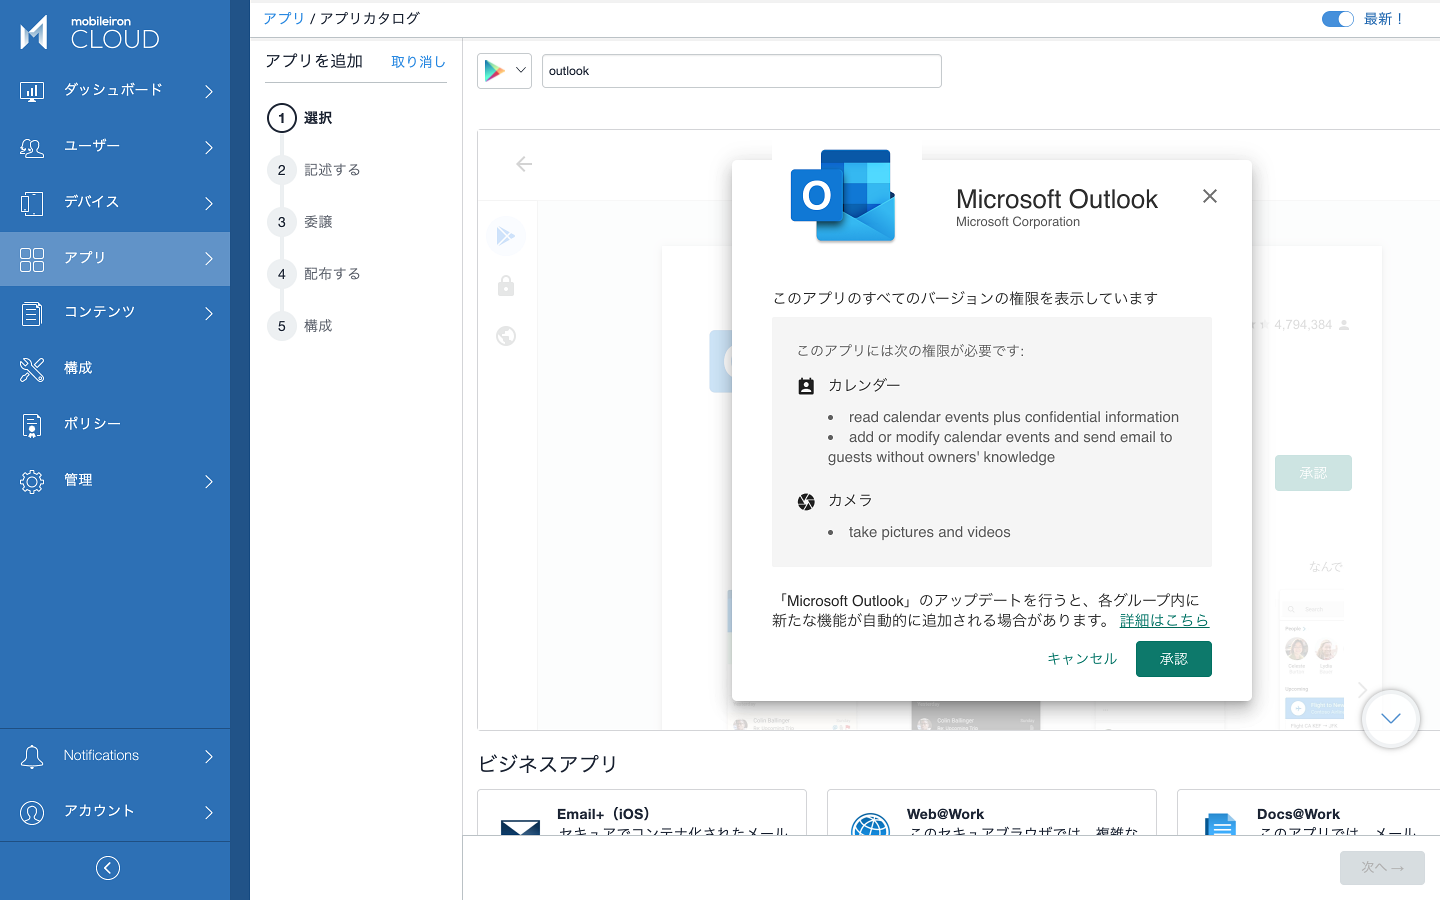 mobileiron
CLOUD
ダッシュボード
ユーザー
デバイス
アプリ
コンテンツ
構成
ポリシー
管理
Notifications
アカウント
アプリ / アプリカタログ
最新！
アプリを追加
取り消し
1 選択
2 記述する
3 委譲
4 配布する
5 構成
outlook
Microsoft Outlook
Microsoft Corporation
このアプリのすべてのバージョンの権限を表示しています
このアプリには次の権限が必要です:
カレンダー
• read calendar events plus confidential information
• add or modify calendar events and send email to
guests without owners' knowledge
カメラ
• take pictures and videos
「Microsoft Outlook」のアップデートを行うと、各グループ内に
新たな機能が自動的に追加される場合があります。 詳細はこちら
キャンセル
承認
4,794,384
承認
なんで
Search
People
Upcoming
Colin Ballinger
Colin Ballinger
ビジネスアプリ
Email+（iOS）
セキュアでコンテナ化されたメール
Web@Work
このセキュアブラウザでは、複雑な
Docs@Work
このアプリでは、メール
次へ →